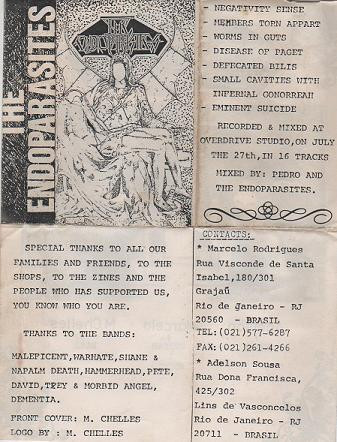 THE
ENDOPARASITES
THE
ENDOPARASITES
- NEGATIVITY SENSE
- MEMBERS TORN APPART
- WORMS IN GUTS
- DISEASE OF PAGET
- DEFECATED BILIS
- SMALL CAVITIES WITH
INFERNAL GONORREAH
- EMINENT SUICIDE
RECORDED & MIXED AT
OVERDRIVE STUDIO,ON JULY
THE 27th,IN 16 TRACKS
MIXED BY: PEDRO AND
THE ENDOPARASITES.
SPECIAL THANKS TO ALL OUR
FAMILIES AND FRIENDS, TO THE
SHOPS, TO THE ZINES AND THE
PEOPLE WHO HAS SUPPORTED US,
YOU KNOW WHO YOU ARE.
THANKS TO THE BANDS:
MALEFICENT,WARHATE,SHANE &
NAPALM DEATH,HAMMERHEAD,PETE,
DAVID,TREY & MORBID ANGEL,
DEMENTIA.
FRONT COVER: M. CHELLES
LOGO BY : M. CHELLES
CONTACTS:
* Marcelo Rodrigues
Rua Visconde de Santa
Isabel,180/301
Grajaú
Rio de Janeiro - RJ
20560 - BRASIL
TEL:(021)577-6287
FAX:(021)261-4266
* Adelson Sousa
Rua Dona Francisca,
425/302
Lins de Vasconcelos
Rio de Janeiro - RJ
20711 - BRASIL